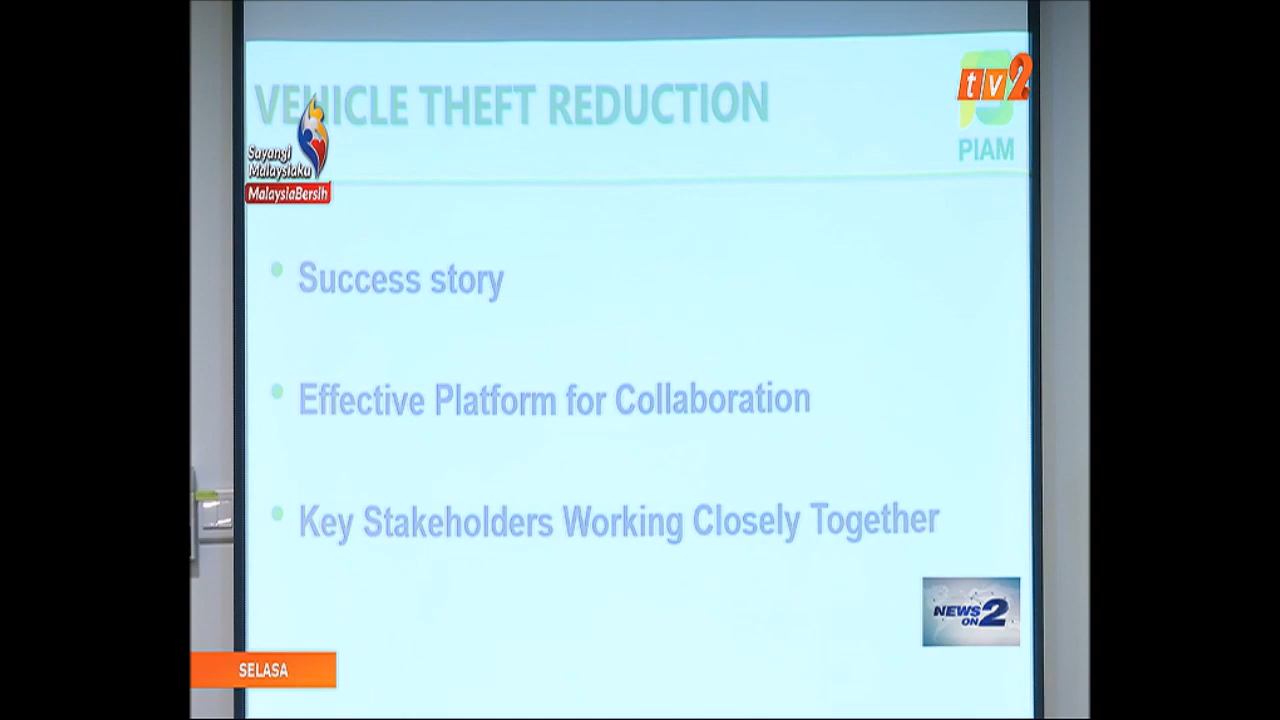 VEHICLE THEFT REDUCTION
tv2
PIAM
Sayangi
Malaysiaku
MalaysiaBersih
• Success story
• Effective Platform for Collaboration
• Key Stakeholders Working Closely Together
NEWS
ON 2
SELASA